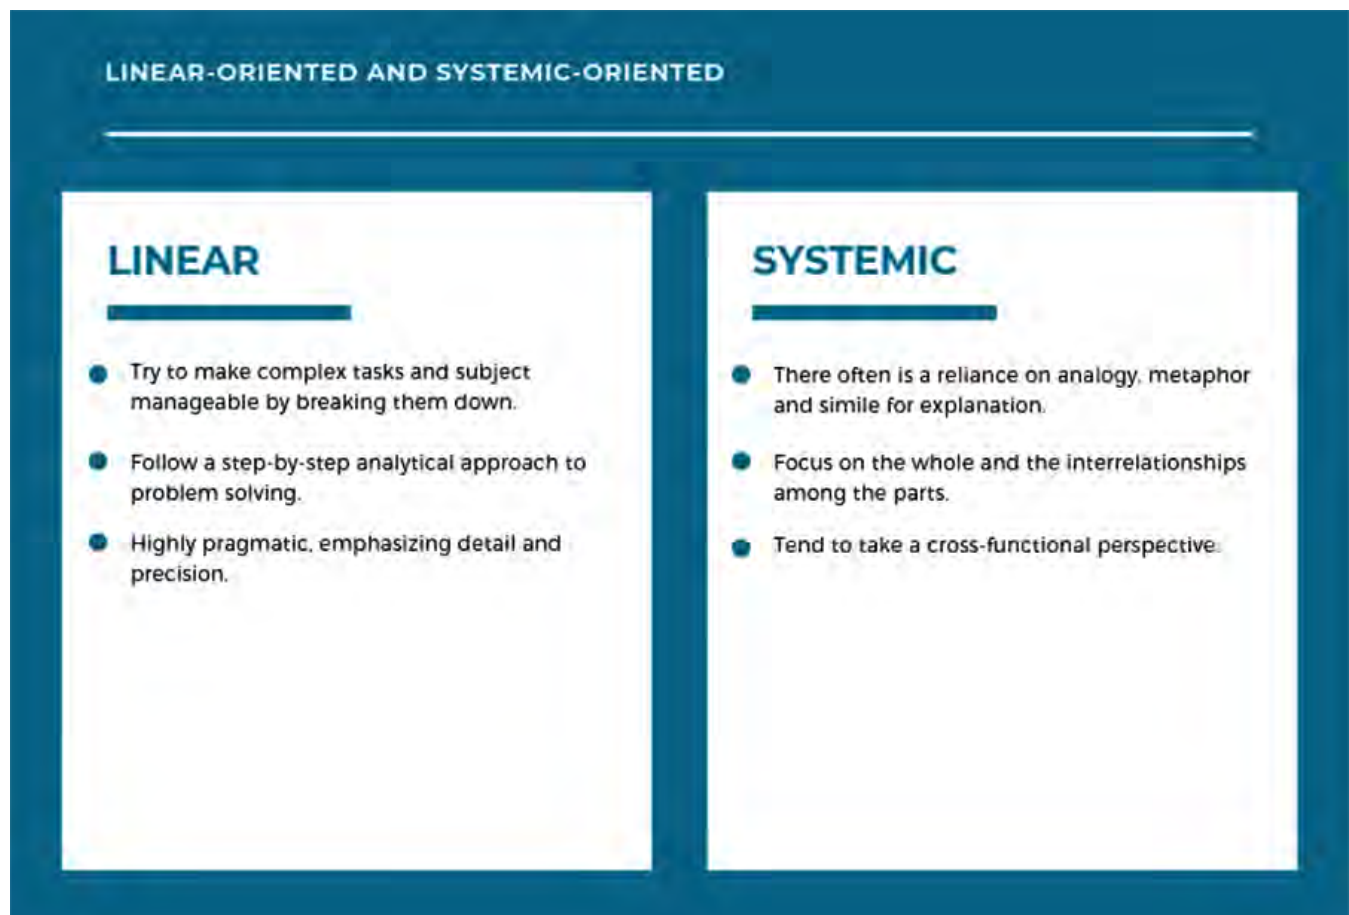 LINEAR-ORIENTED AND SYSTEMIC-ORIENTED
LINEAR
Try to make complex tasks and subject
manageable by breaking them down.
Follow a step-by-step analytical approach to
problem solving.
Highly pragmatic, emphasizing detail and
precision.
SYSTEMIC
There often is a reliance on analogy, metaphor
and simile for explanation.
Focus on the whole and the interrelationships
among the parts.
Tend to take a cross-functional perspective.